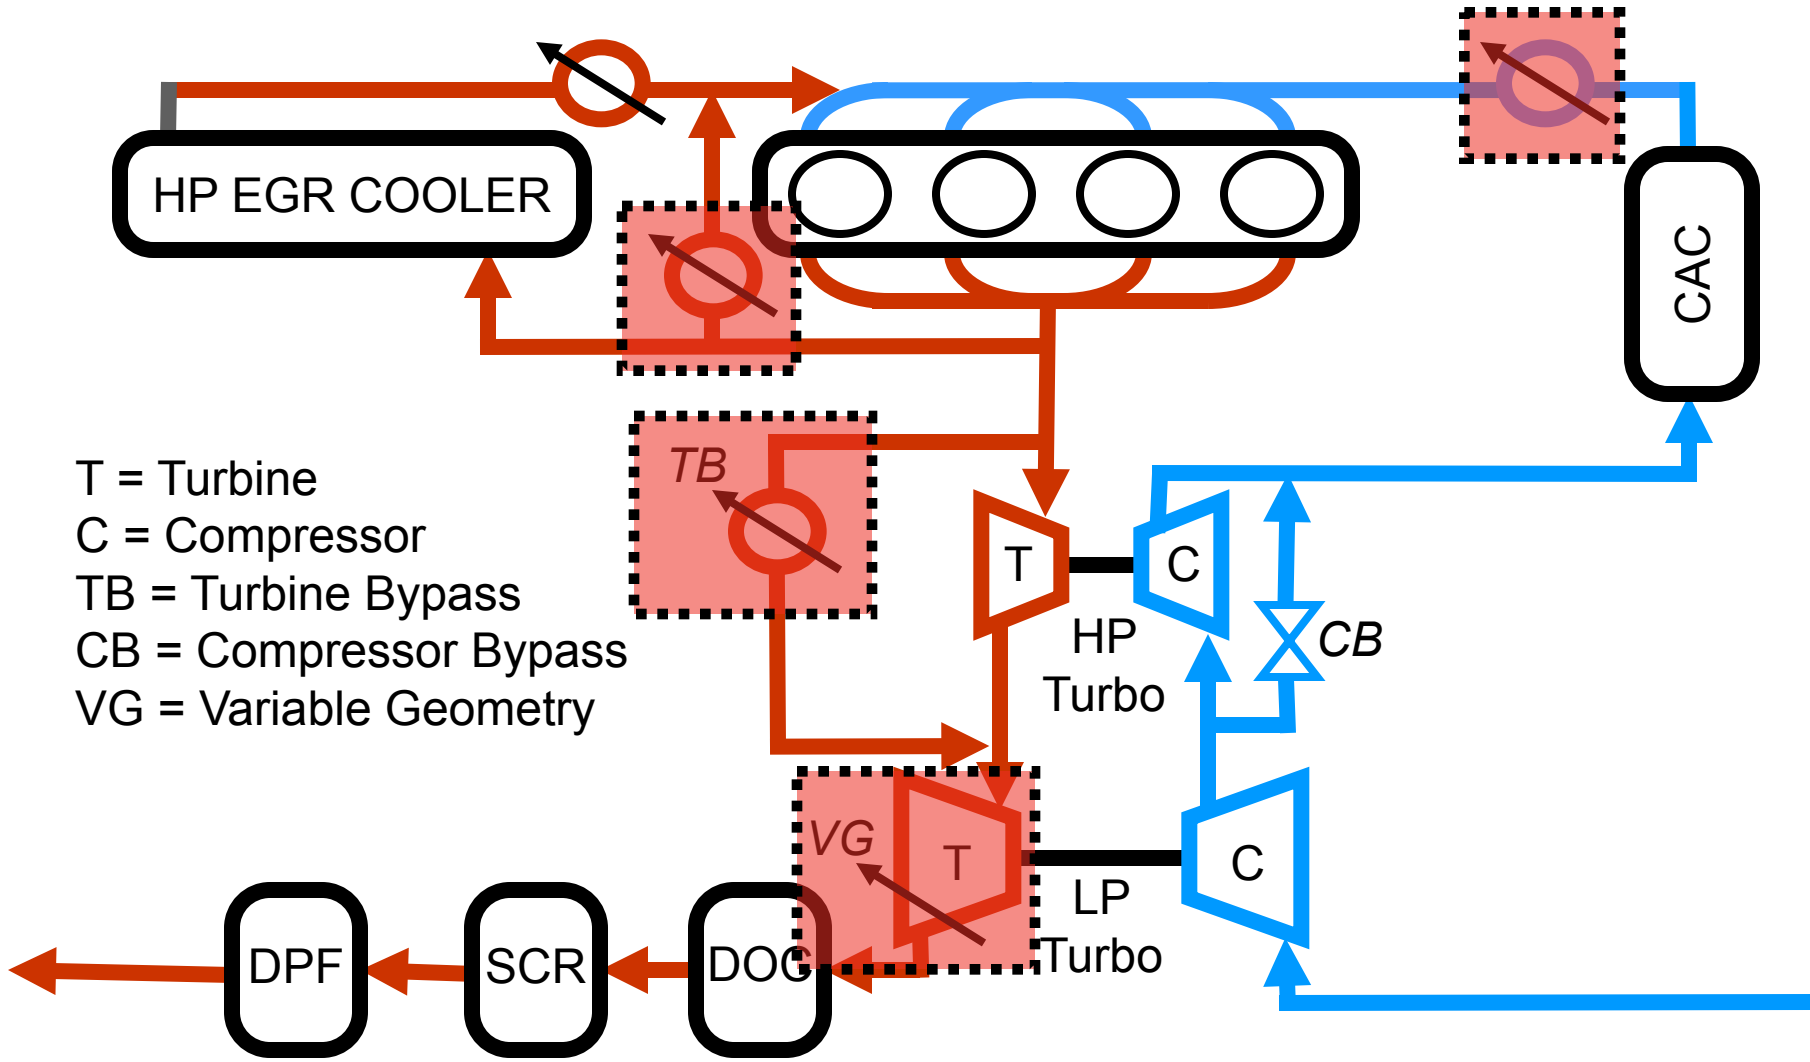 HP EGR COOLER
CAC
TB
T = Turbine
C = Compressor
TB = Turbine Bypass
CB = Compressor Bypass
VG = Variable Geometry
T
C
HP
Turbo
CB
VG
T
C
LP
Turbo
DPF
SCR
DOC